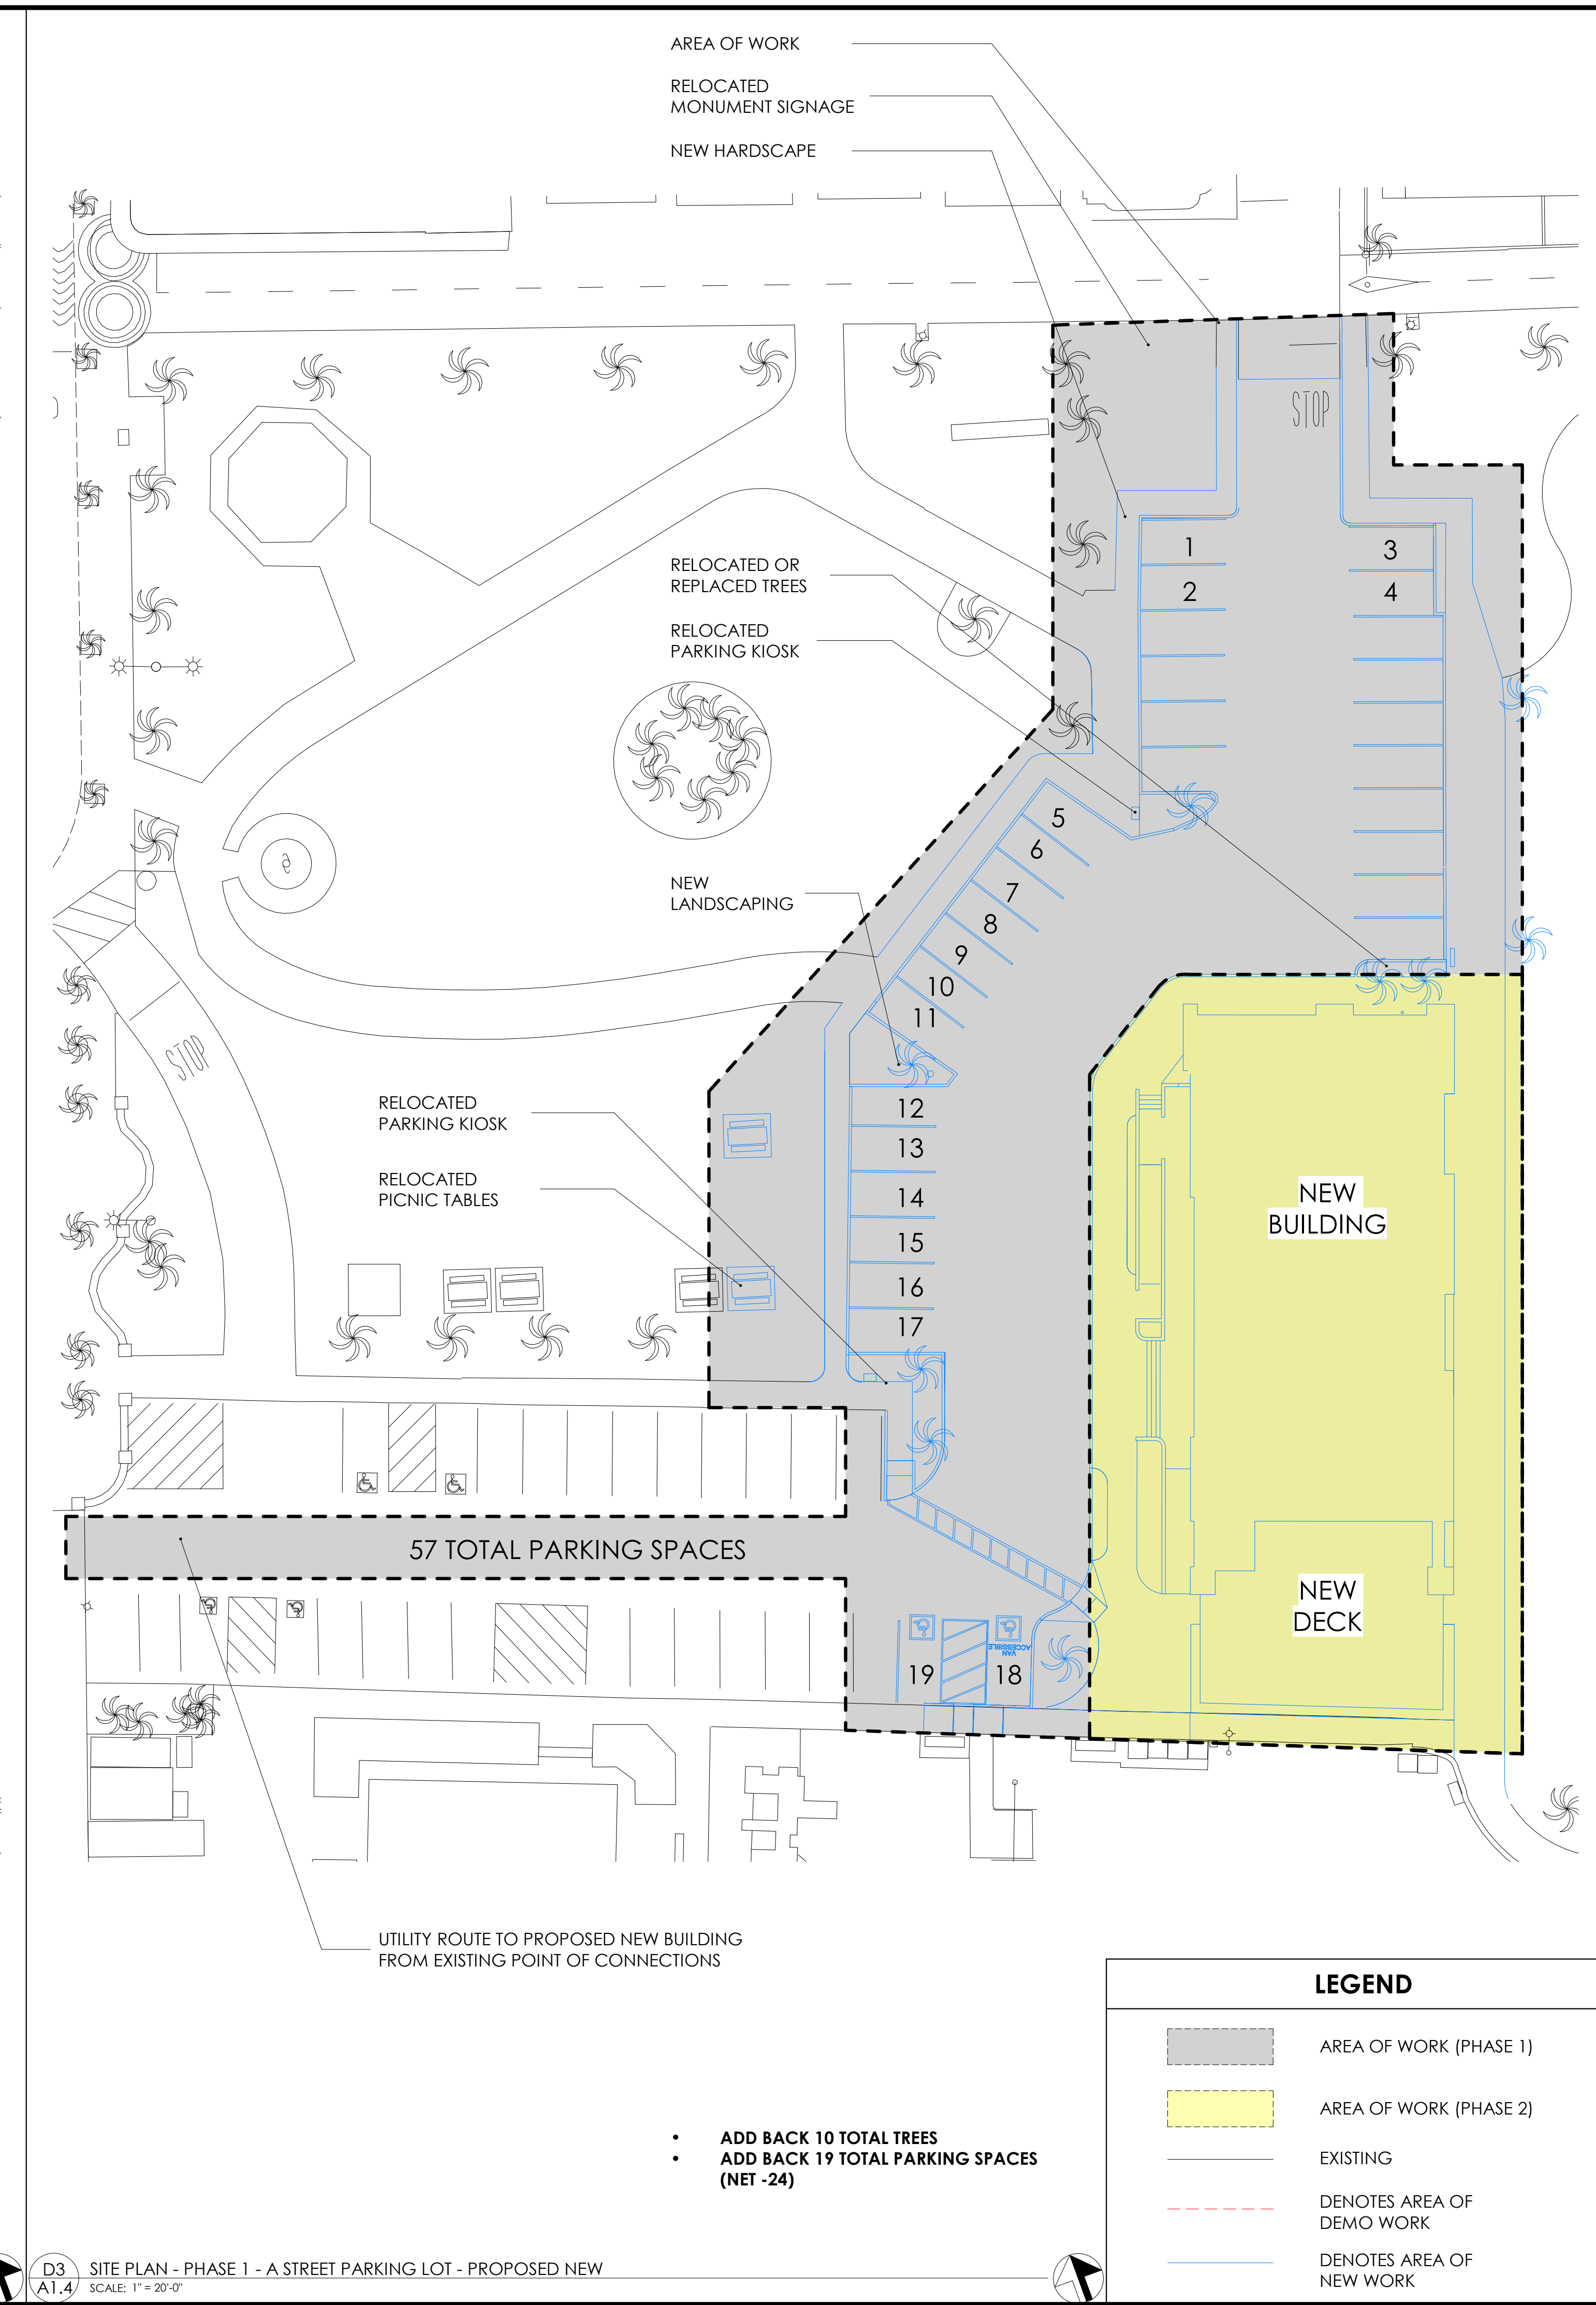 AREA OF WORK
RELOCATED
MONUMENT SIGNAGE
NEW HARDSCAPE
STOP
1
3
2
4
RELOCATED OR
REPLACED TREES
RELOCATED
PARKING KIOSK
5
6
7
NEW
LANDSCAPING
8
9
10
11
STOP
RELOCATED
PARKING KIOSK
12
13
RELOCATED
PICNIC TABLES
14
15
16
17
NEW
BUILDING
57 TOTAL PARKING SPACES
NEW
DECK
VAN
ACCESSIBLE
19
18
UTILITY ROUTE TO PROPOSED NEW BUILDING
FROM EXISTING POINT OF CONNECTIONS
LEGEND
AREA OF WORK (PHASE 1)
AREA OF WORK (PHASE 2)
EXISTING
DENOTES AREA OF
DEMO WORK
DENOTES AREA OF
NEW WORK
• ADD BACK 10 TOTAL TREES
• ADD BACK 19 TOTAL PARKING SPACES
(NET -24)
D3
A1.4
SITE PLAN - PHASE 1 - A STREET PARKING LOT - PROPOSED NEW
SCALE: 1" = 20'-0"